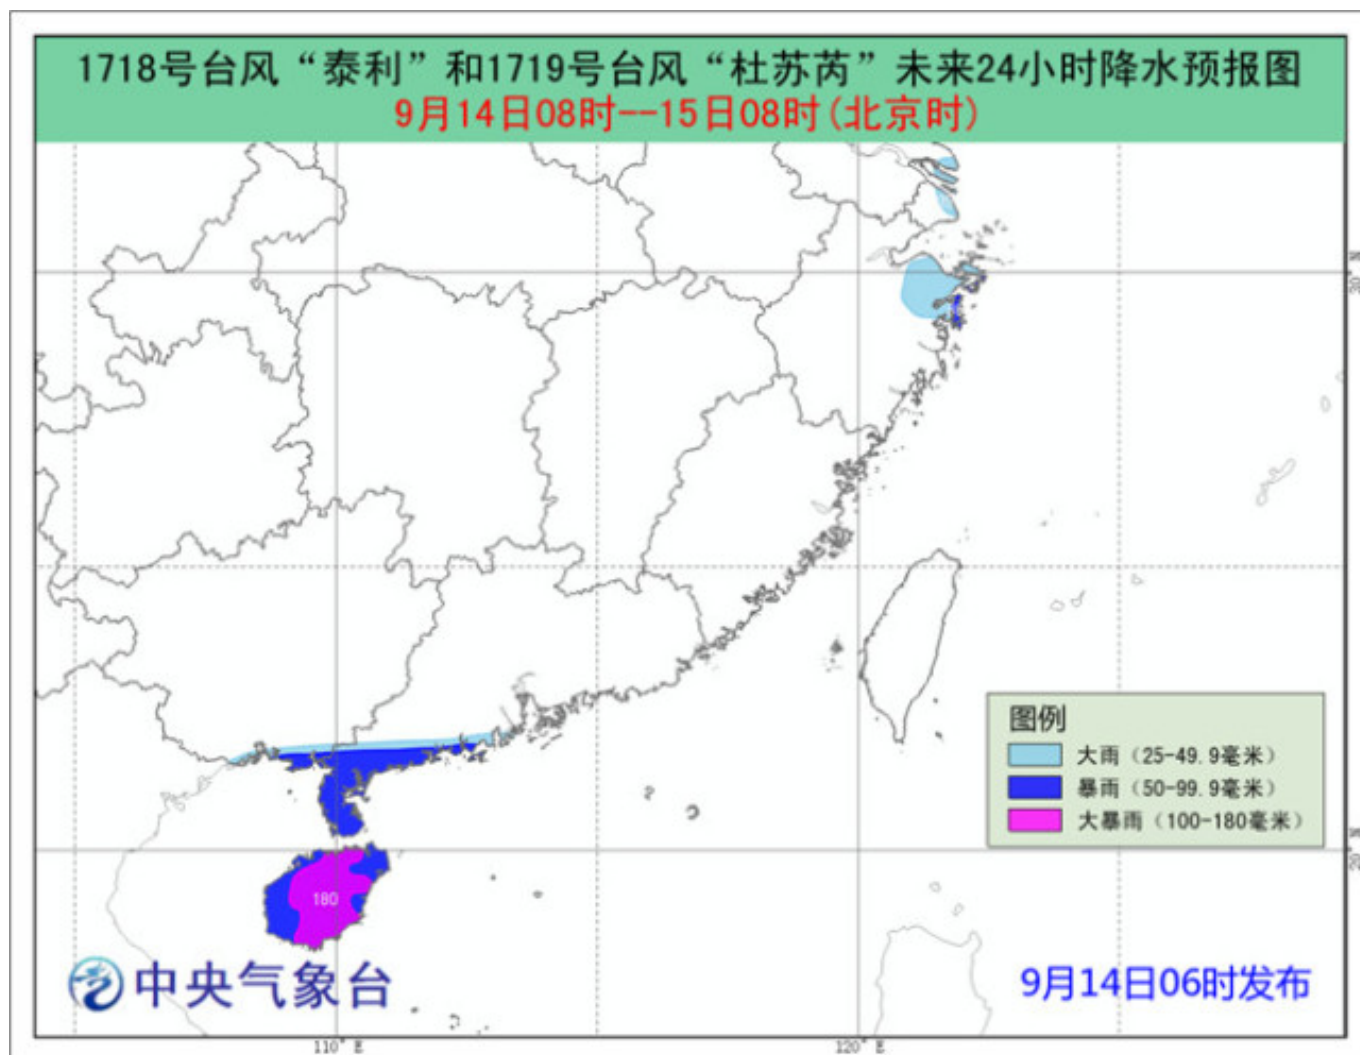 1718号台风“泰利”和1719号台风“杜苏芮”未来24小时降水预报图
9月14日08时--15日08时(北京时)
30° N
图例
大雨（25-49.9毫米）
暴雨（50-99.9毫米）
大暴雨（100-180毫米）
20° N
180
中央气象台
9月14日06时发布
110° E
120° E